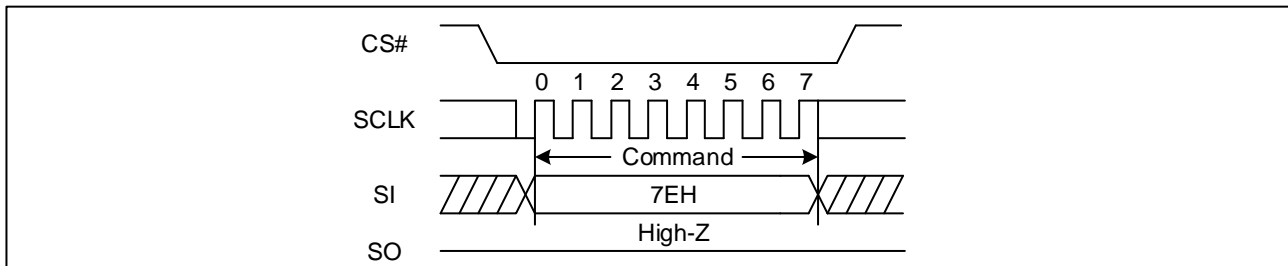 CS#
0 1 2 3 4 5 6 7
SCLK
Command
SI
7EH
High-Z
SO